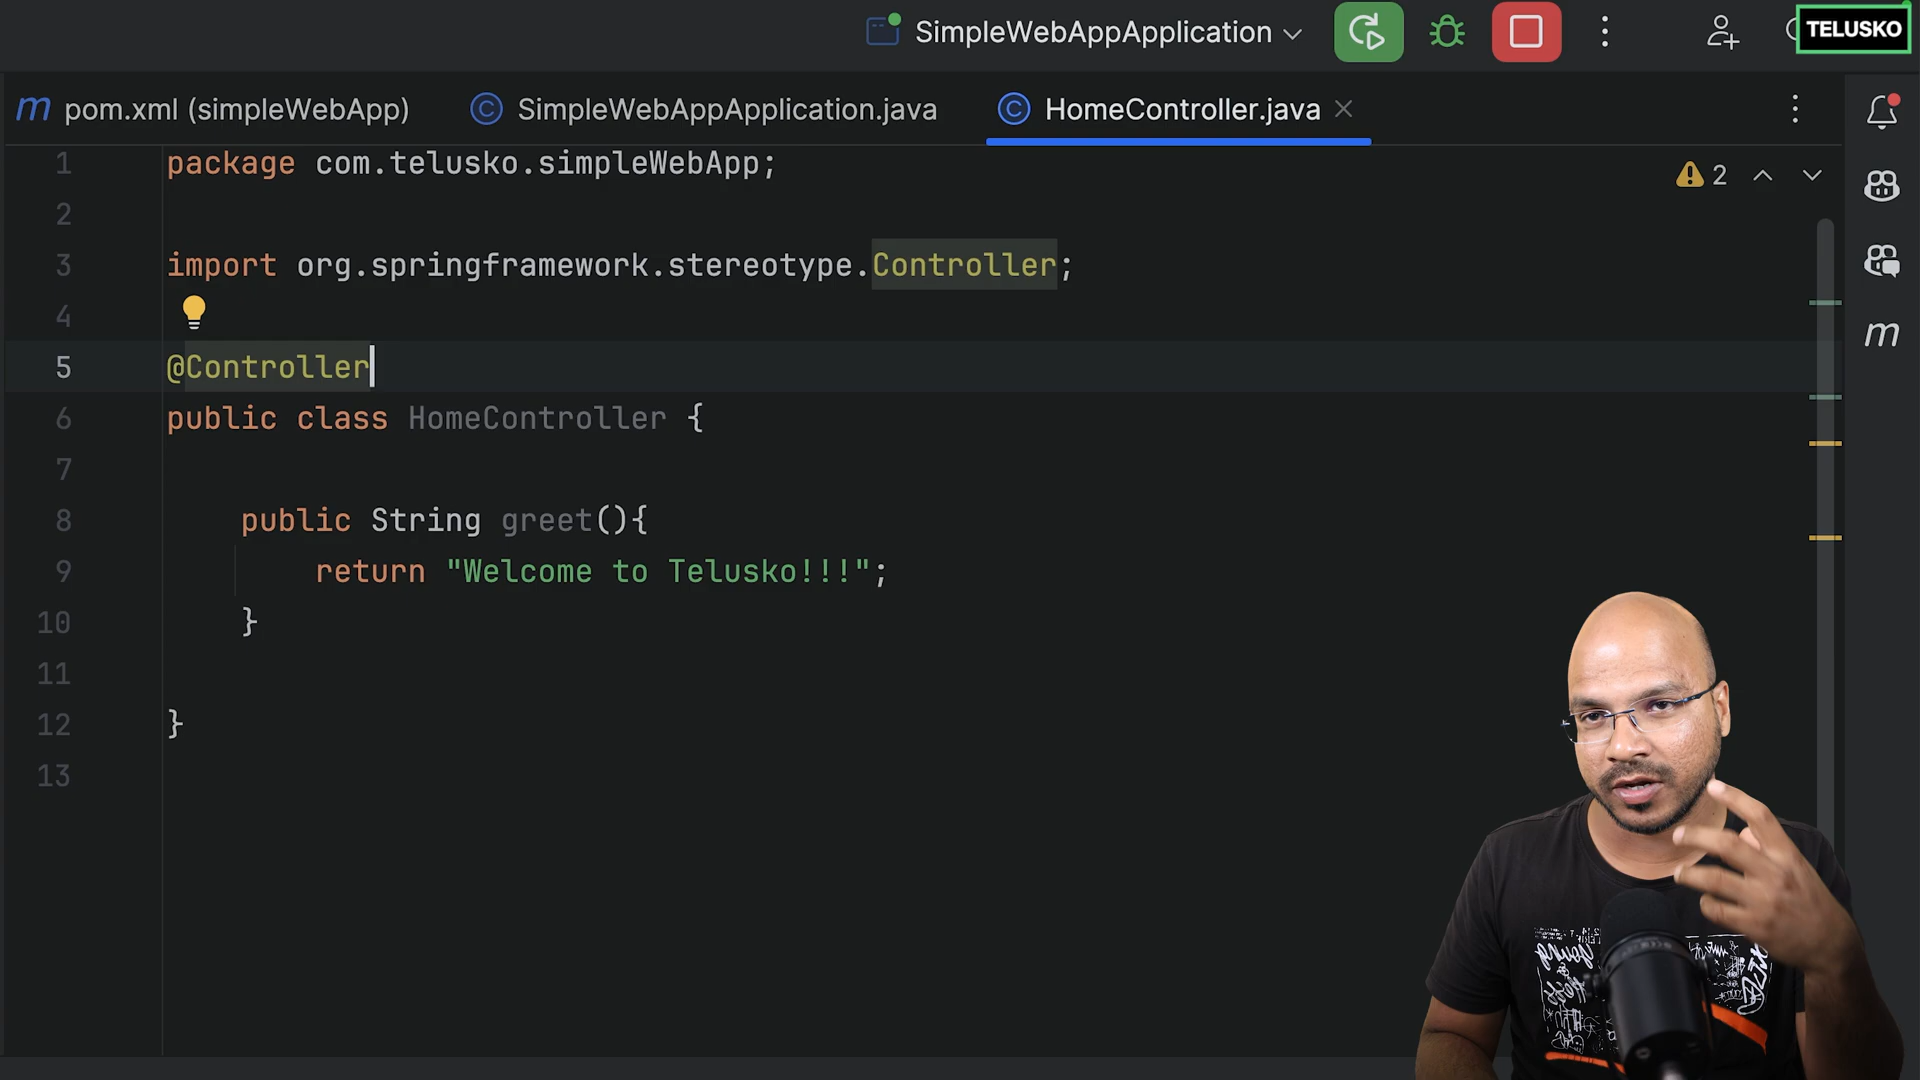 SimpleWebAppApplication
TELUSKO
m pom.xml (simpleWebApp)
C SimpleWebAppApplication.java
C HomeController.java
1 package com.telusko.simpleWebApp;
2
2
3 import org.springframework.stereotype.Controller;
4
5 @Controller
6 public class HomeController {
7
8 public String greet(){
9 return "Welcome to Telusko!!!";
10 }
11
12 }
13
m